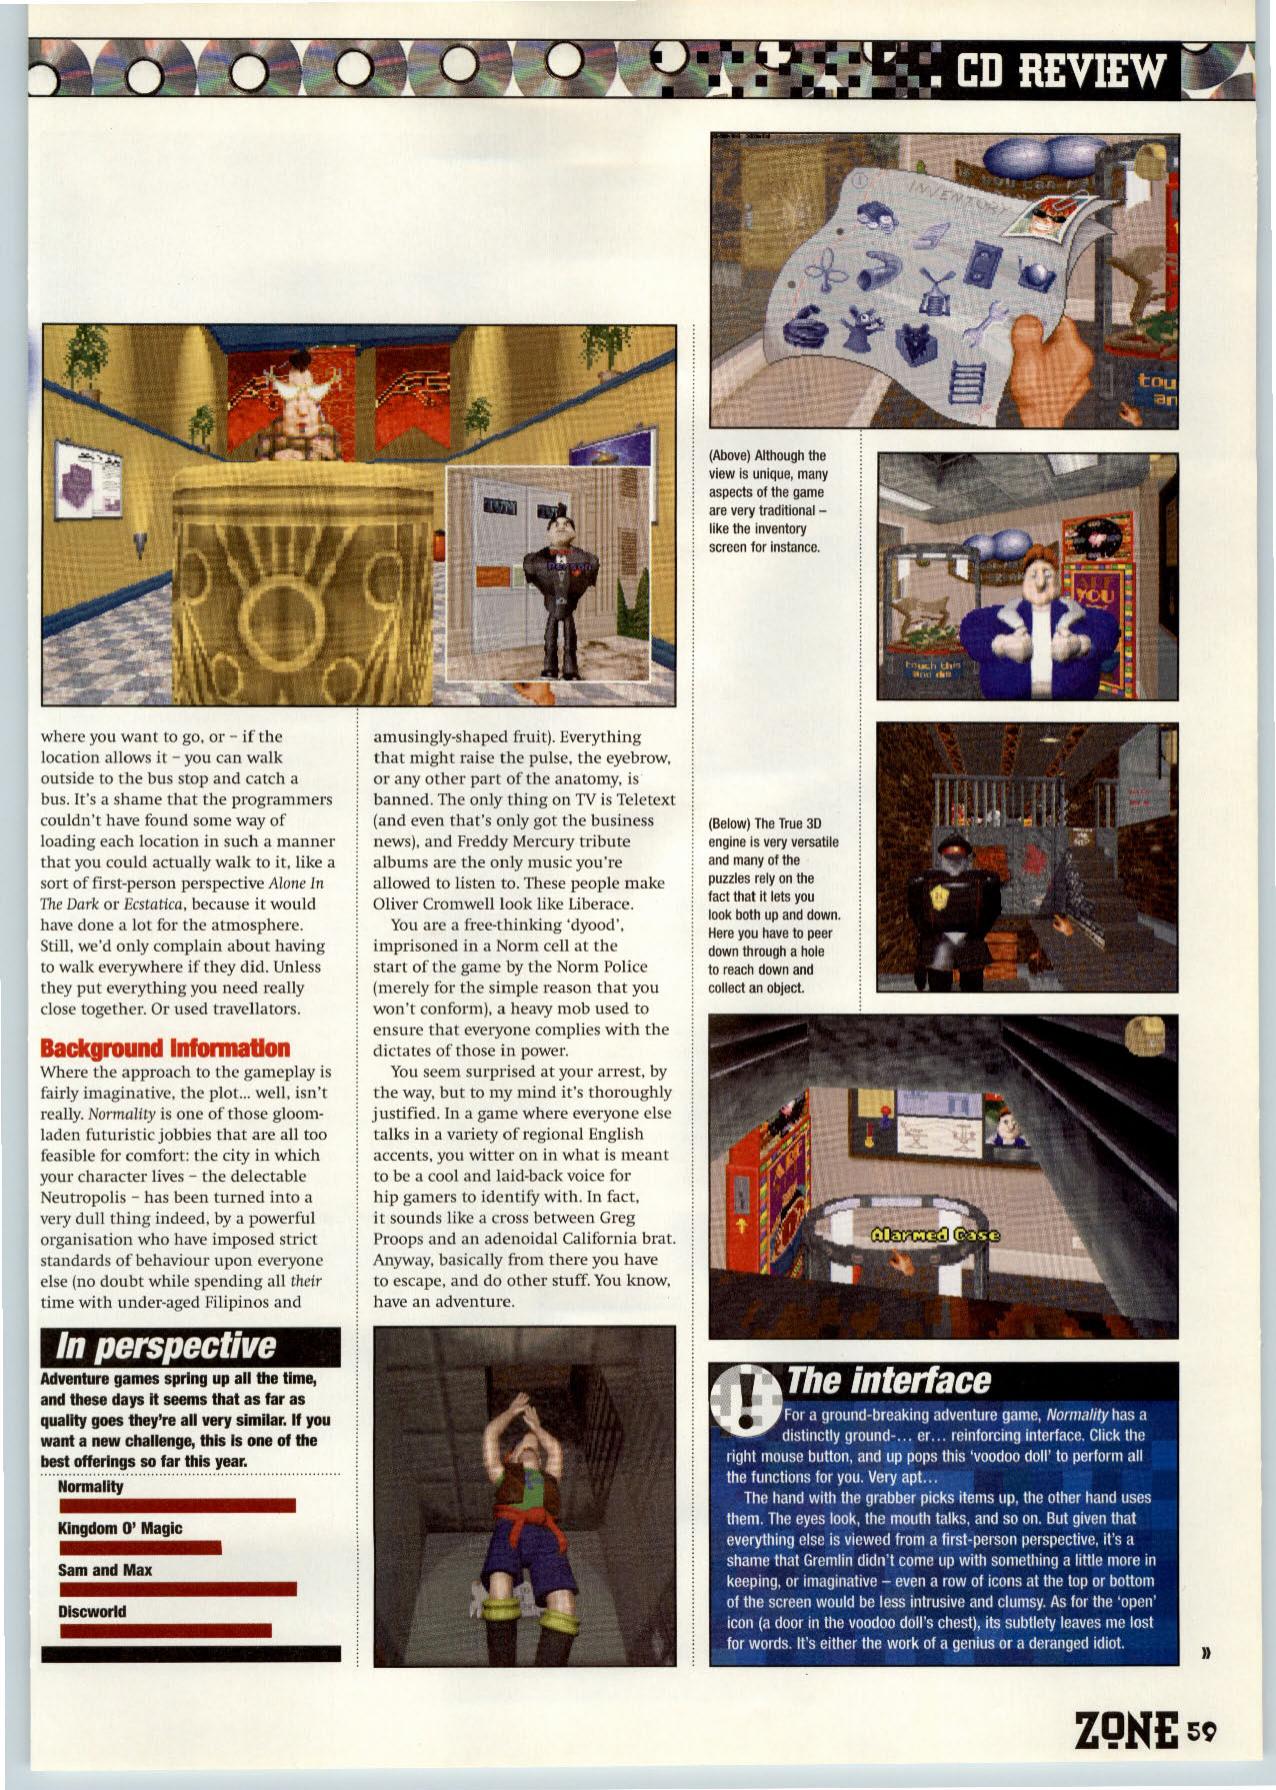 CD REVIEW
INVENTORY
if you can
tou
an
(Above) Although the
view is unique, many
aspects of the game
are very traditional –
like the inventory
screen for instance.
person
touch this
and die
ART
YOU
where you want to go, or – if the
location allows it – you can walk
outside to the bus stop and catch a
bus. It's a shame that the programmers
couldn't have found some way of
loading each location in such a manner
that you could actually walk to it, like a
sort of first-person perspective Alone In
The Dark or Ecstatica, because it would
have done a lot for the atmosphere.
Still, we'd only complain about having
to walk everywhere if they did. Unless
they put everything you need really
close together. Or used travellators.
Background Information
Where the approach to the gameplay is
fairly imaginative, the plot... well, isn't
really. Normality is one of those gloom-
laden futuristic jobbies that are all too
feasible for comfort: the city in which
your character lives – the delectable
Neutropolis – has been turned into a
very dull thing indeed, by a powerful
organisation who have imposed strict
standards of behaviour upon everyone
else (no doubt while spending all their
time with under-aged Filipinos and
amusingly-shaped fruit). Everything
that might raise the pulse, the eyebrow,
or any other part of the anatomy, is
banned. The only thing on TV is Teletext
(and even that's only got the business
news), and Freddy Mercury tribute
albums are the only music you're
allowed to listen to. These people make
Oliver Cromwell look like Liberace.
You are a free-thinking 'dyood',
imprisoned in a Norm cell at the
start of the game by the Norm Police
(merely for the simple reason that you
won't conform), a heavy mob used to
ensure that everyone complies with the
dictates of those in power.
You seem surprised at your arrest, by
the way, but to my mind it's thoroughly
justified. In a game where everyone else
talks in a variety of regional English
accents, you witter on in what is meant
to be a cool and laid-back voice for
hip gamers to identify with. In fact,
it sounds like a cross between Greg
Proops and an adenoidal California brat.
Anyway, basically from there you have
to escape, and do other stuff. You know,
have an adventure.
(Below) The True 3D
engine is very versatile
and many of the
puzzles rely on the
fact that it lets you
look both up and down.
Here you have to peer
down through a hole
to reach down and
collect an object.
Alarmed Case
In perspective
Adventure games spring up all the time,
and these days it seems that as far as
quality goes they're all very similar. If you
want a new challenge, this is one of the
best offerings so far this year.
Normality
Kingdom O' Magic
Sam and Max
Discworld
! The interface
For a ground-breaking adventure game, Normality has a
distinctly ground-... er... reinforcing interface. Click the
right mouse button, and up pops this 'voodoo doll' to perform all
the functions for you. Very apt...
The hand with the grabber picks items up, the other hand uses
them. The eyes look, the mouth talks, and so on. But given that
everything else is viewed from a first-person perspective, it's a
shame that Gremlin didn't come up with something a little more in
keeping, or imaginative – even a row of icons at the top or bottom
of the screen would be less intrusive and clumsy. As for the 'open'
icon (a door in the voodoo doll's chest), its subtlety leaves me lost
for words. It's either the work of a genius or a deranged idiot.
»
ZONE 59